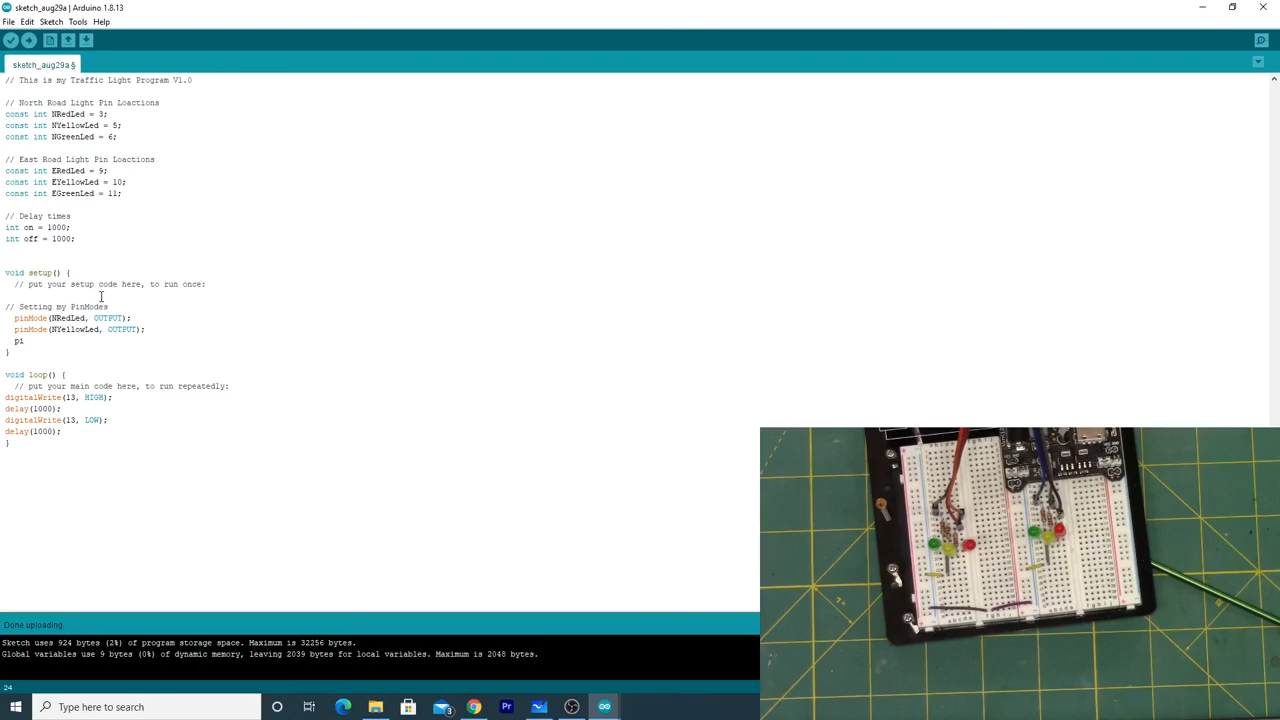 sketch_aug29a | Arduino 1.8.13
File Edit Sketch Tools Help
sketch_aug29a §
// This is my Traffic Light Program V1.0
// North Road Light Pin Loactions
const int NRedLed = 3;
const int NYellowLed = 5;
const int NGreenLed = 6;
// East Road Light Pin Loactions
const int ERedLed = 9;
const int EYellowLed = 10;
const int EGreenLed = 11;
// Delay times
int on = 1000;
int off = 1000;
void setup() {
// put your setup code here, to run once:
// Setting my PinModes
pinMode(NRedLed, OUTPUT);
pinMode(NYellowLed, OUTPUT);
pi
}
void loop() {
// put your main code here, to run repeatedly:
digitalWrite(13, HIGH);
delay(1000);
digitalWrite(13, LOW);
delay(1000);
}
Done uploading.
Sketch uses 924 bytes (2%) of program storage space. Maximum is 32256 bytes.
Global variables use 9 bytes (0%) of dynamic memory, leaving 2039 bytes for local variables. Maximum is 2048 bytes.
24
Type here to search
3
Pr